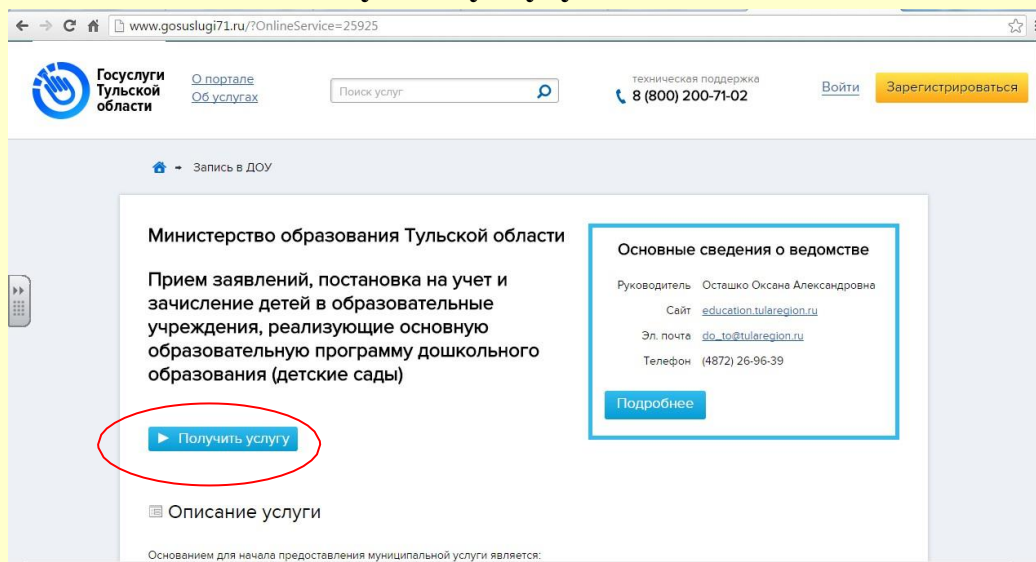 www.gosuslugi71.ru/?OnlineService=25925
Госуслуги
Тульской
области
О портале
Об услугах
Поиск услуг
техническая поддержка
8 (800) 200-71-02
Войти
Зарегистрироваться
Запись в ДОУ
Министерство образования Тульской области
Прием заявлений, постановка на учет и
зачисление детей в образовательные
учреждения, реализующие основную
образовательную программу дошкольного
образования (детские сады)
Получить услугу
Основные сведения о ведомстве
Руководитель Осташко Оксана Александровна
Сайт education.tularegion.ru
Эл. почта do_to@tularegion.ru
Телефон (4872) 26-96-39
Подробнее
Описание услуги
Основанием для начала предоставления муниципальной услуги является: